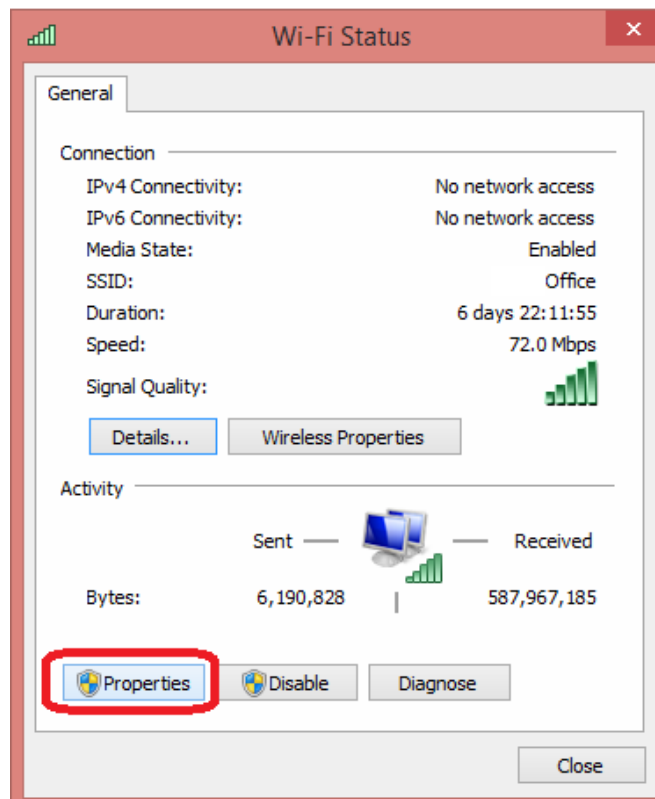 Wi-Fi Status
General
Connection
IPv4 Connectivity: No network access
IPv6 Connectivity: No network access
Media State: Enabled
SSID: Office
Duration: 6 days 22:11:55
Speed: 72.0 Mbps
Signal Quality:
Details... Wireless Properties
Activity
Sent Received
Bytes: 6,190,828 587,967,185
Properties Disable Diagnose
Close